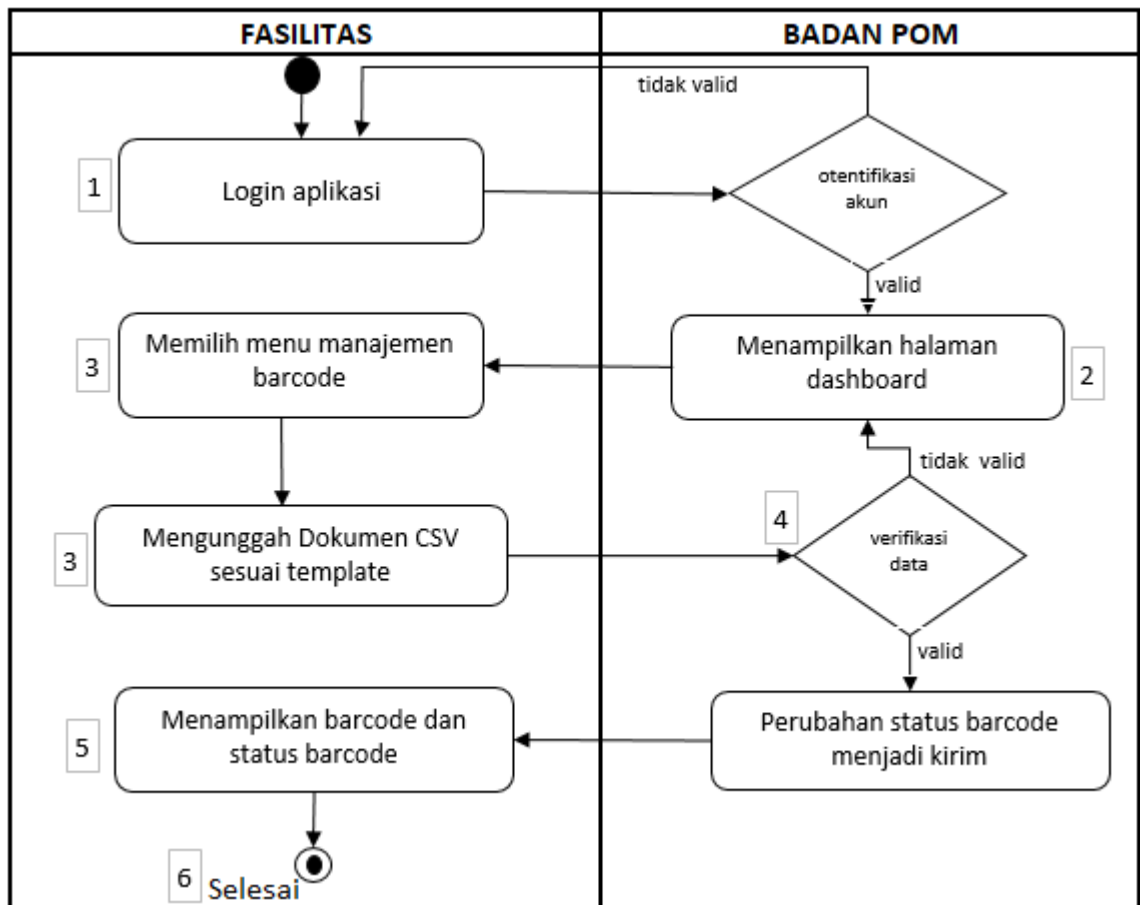 FASILITAS
BADAN POM
tidak valid
1
Login aplikasi
otentifikasi
akun
valid
3
Memilih menu manajemen
barcode
Menampilkan halaman
dashboard
2
tidak valid
3
Mengunggah Dokumen CSV
sesuai template
4
verifikasi
data
valid
5
Menampilkan barcode dan
status barcode
Perubahan status barcode
menjadi kirim
6
Selesai